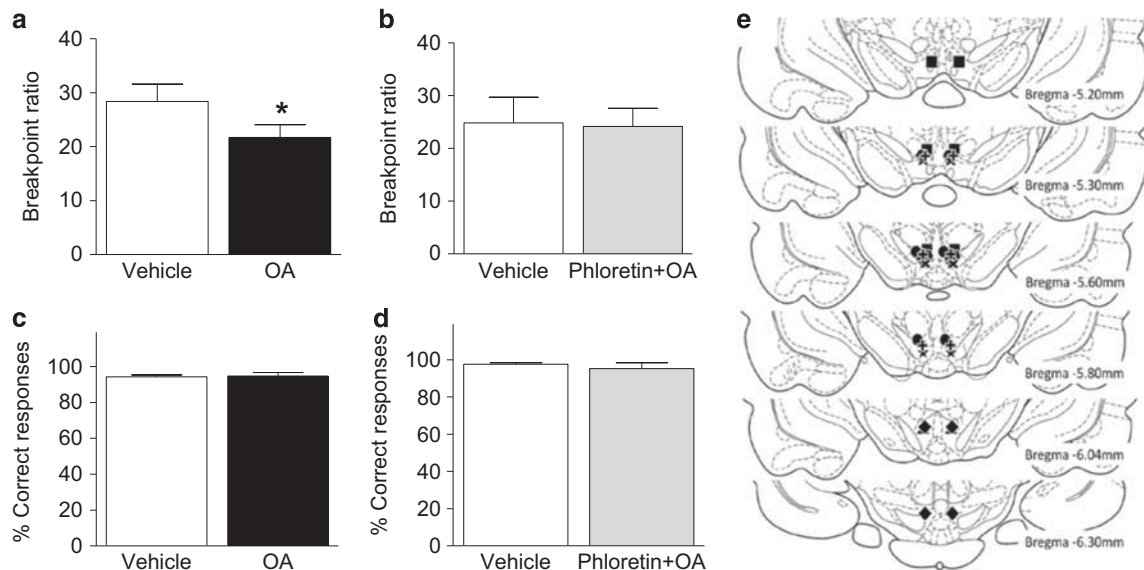 a
Breakpoint ratio
40
30
20
10
0
*
Vehicle
OA
b
Breakpoint ratio
40
30
20
10
0
Vehicle
Phloretin+OA
c
% Correct responses
100
80
60
40
20
0
Vehicle
OA
d
% Correct responses
100
80
60
40
20
0
Vehicle
Phloretin+OA
e
Bregma -5.20mm
Bregma -5.30mm
Bregma -5.60mm
Bregma -5.80mm
Bregma -6.04mm
Bregma -6.30mm